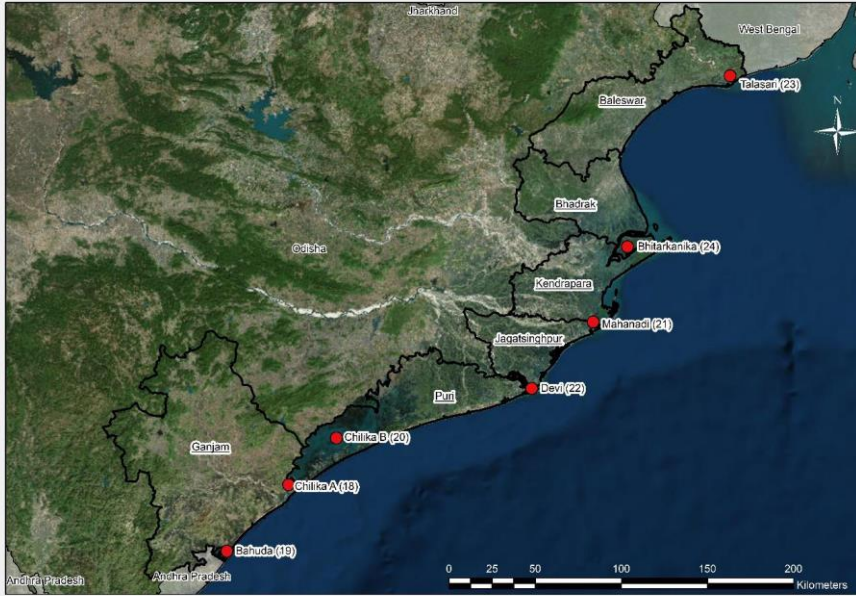 Jharkhand
West Bengal
Talasari (23)
Baleswar
N
Bhadrak
Odisha
Bhitarkanika (24)
Kendrapara
Mahanadi (21)
Jagatsinghpur
Devi (22)
Puri
Chilika B (20)
Ganjam
Chilika A (18)
Bahuda (19)
Andhra Pradesh
Andhra Pradesh
0 50 100 150 200
Kilometers